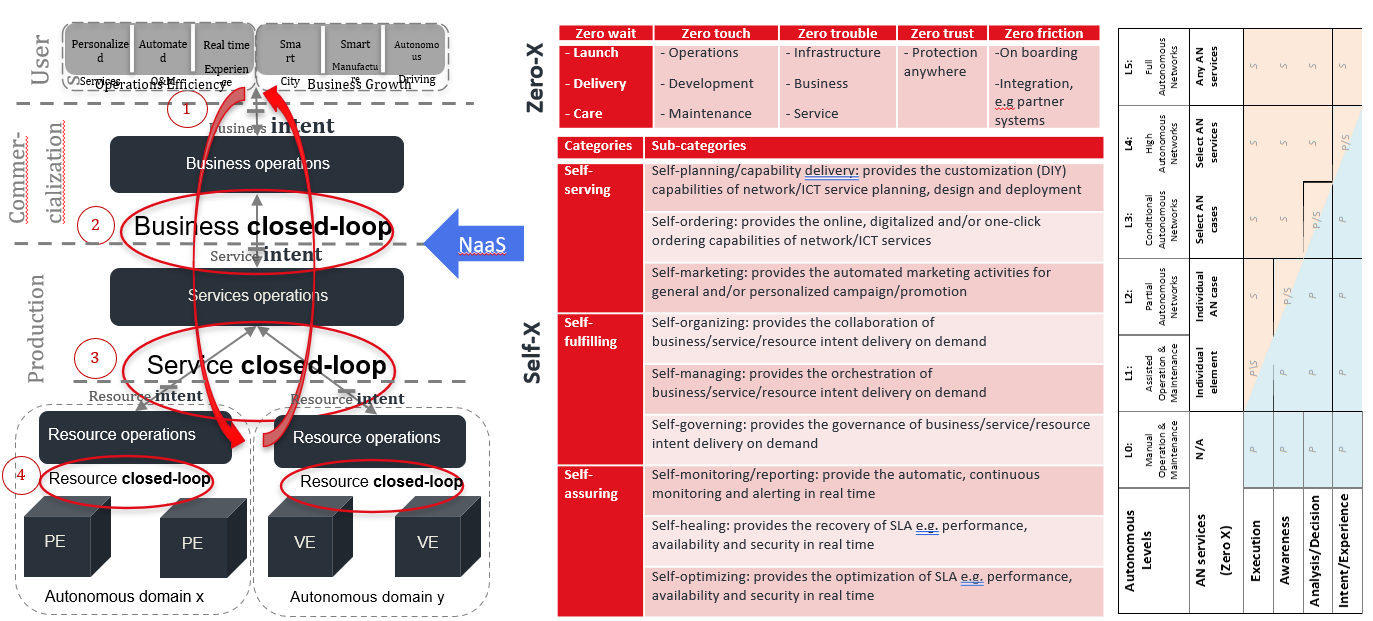 User
Personalize
d
Services
Automate
d
O&M
Real time
Experien
ce
Sma
rt
City
Smart
Manufactu
re
Autonomo
us
Driving
Operations Efficiency
Business Growth
1
Business intent
Commer-
cialization
Business operations
2
Business closed-loop
NaaS
Service intent
Production
Services operations
3
Service closed-loop
Resource intent
Resource intent
Resource operations
Resource operations
4
Resource closed-loop
Resource closed-loop
PE
PE
VE
VE
Autonomous domain x
Autonomous domain y
Zero-X
Zero wait
Zero touch
Zero trouble
Zero trust
Zero friction
- Launch
- Delivery
- Care
- Operations
- Development
- Maintenance
- Infrastructure
- Business
- Service
- Protection
anywhere
-On boarding
-Integration,
e.g partner
systems
Self-X
Categories
Sub-categories
Self-
serving
Self-planning/capability delivery: provides the customization (DIY)
capabilities of network/ICT service planning, design and deployment
Self-ordering: provides the online, digitalized and/or one-click
ordering capabilities of network/ICT services
Self-marketing: provides the automated marketing activities for
general and/or personalized campaign/promotion
Self-
fulfilling
Self-organizing: provides the collaboration of
business/service/resource intent delivery on demand
Self-managing: provides the orchestration of
business/service/resource intent delivery on demand
Self-governing: provides the governance of business/service/resource
intent delivery on demand
Self-
assuring
Self-monitoring/reporting: provide the automatic, continuous
monitoring and alerting in real time
Self-healing: provides the recovery of SLA e.g. performance,
availability and security in real time
Self-optimizing: provides the optimization of SLA e.g. performance,
availability and security in real time
Autonomous
Levels
L0:
Manual
Operation &
Maintenance
L1:
Assisted
Operation &
Maintenance
L2:
Partial
Autonomous
Networks
L3:
Conditional
Autonomous
Networks
L4:
High
Autonomous
Networks
L5:
Full
Autonomous
Networks
AN services
(Zero X)
N/A
Individual
element
Individual
AN case
Select AN
cases
Select AN
services
Any AN
services
Execution
P
P\S
S
S
S
S
Awareness
P
P
P/S
S
S
S
Analysis/Decision
P
P
P
P/S
S
S
Intent/Experience
P
P
P
P
P/S
S